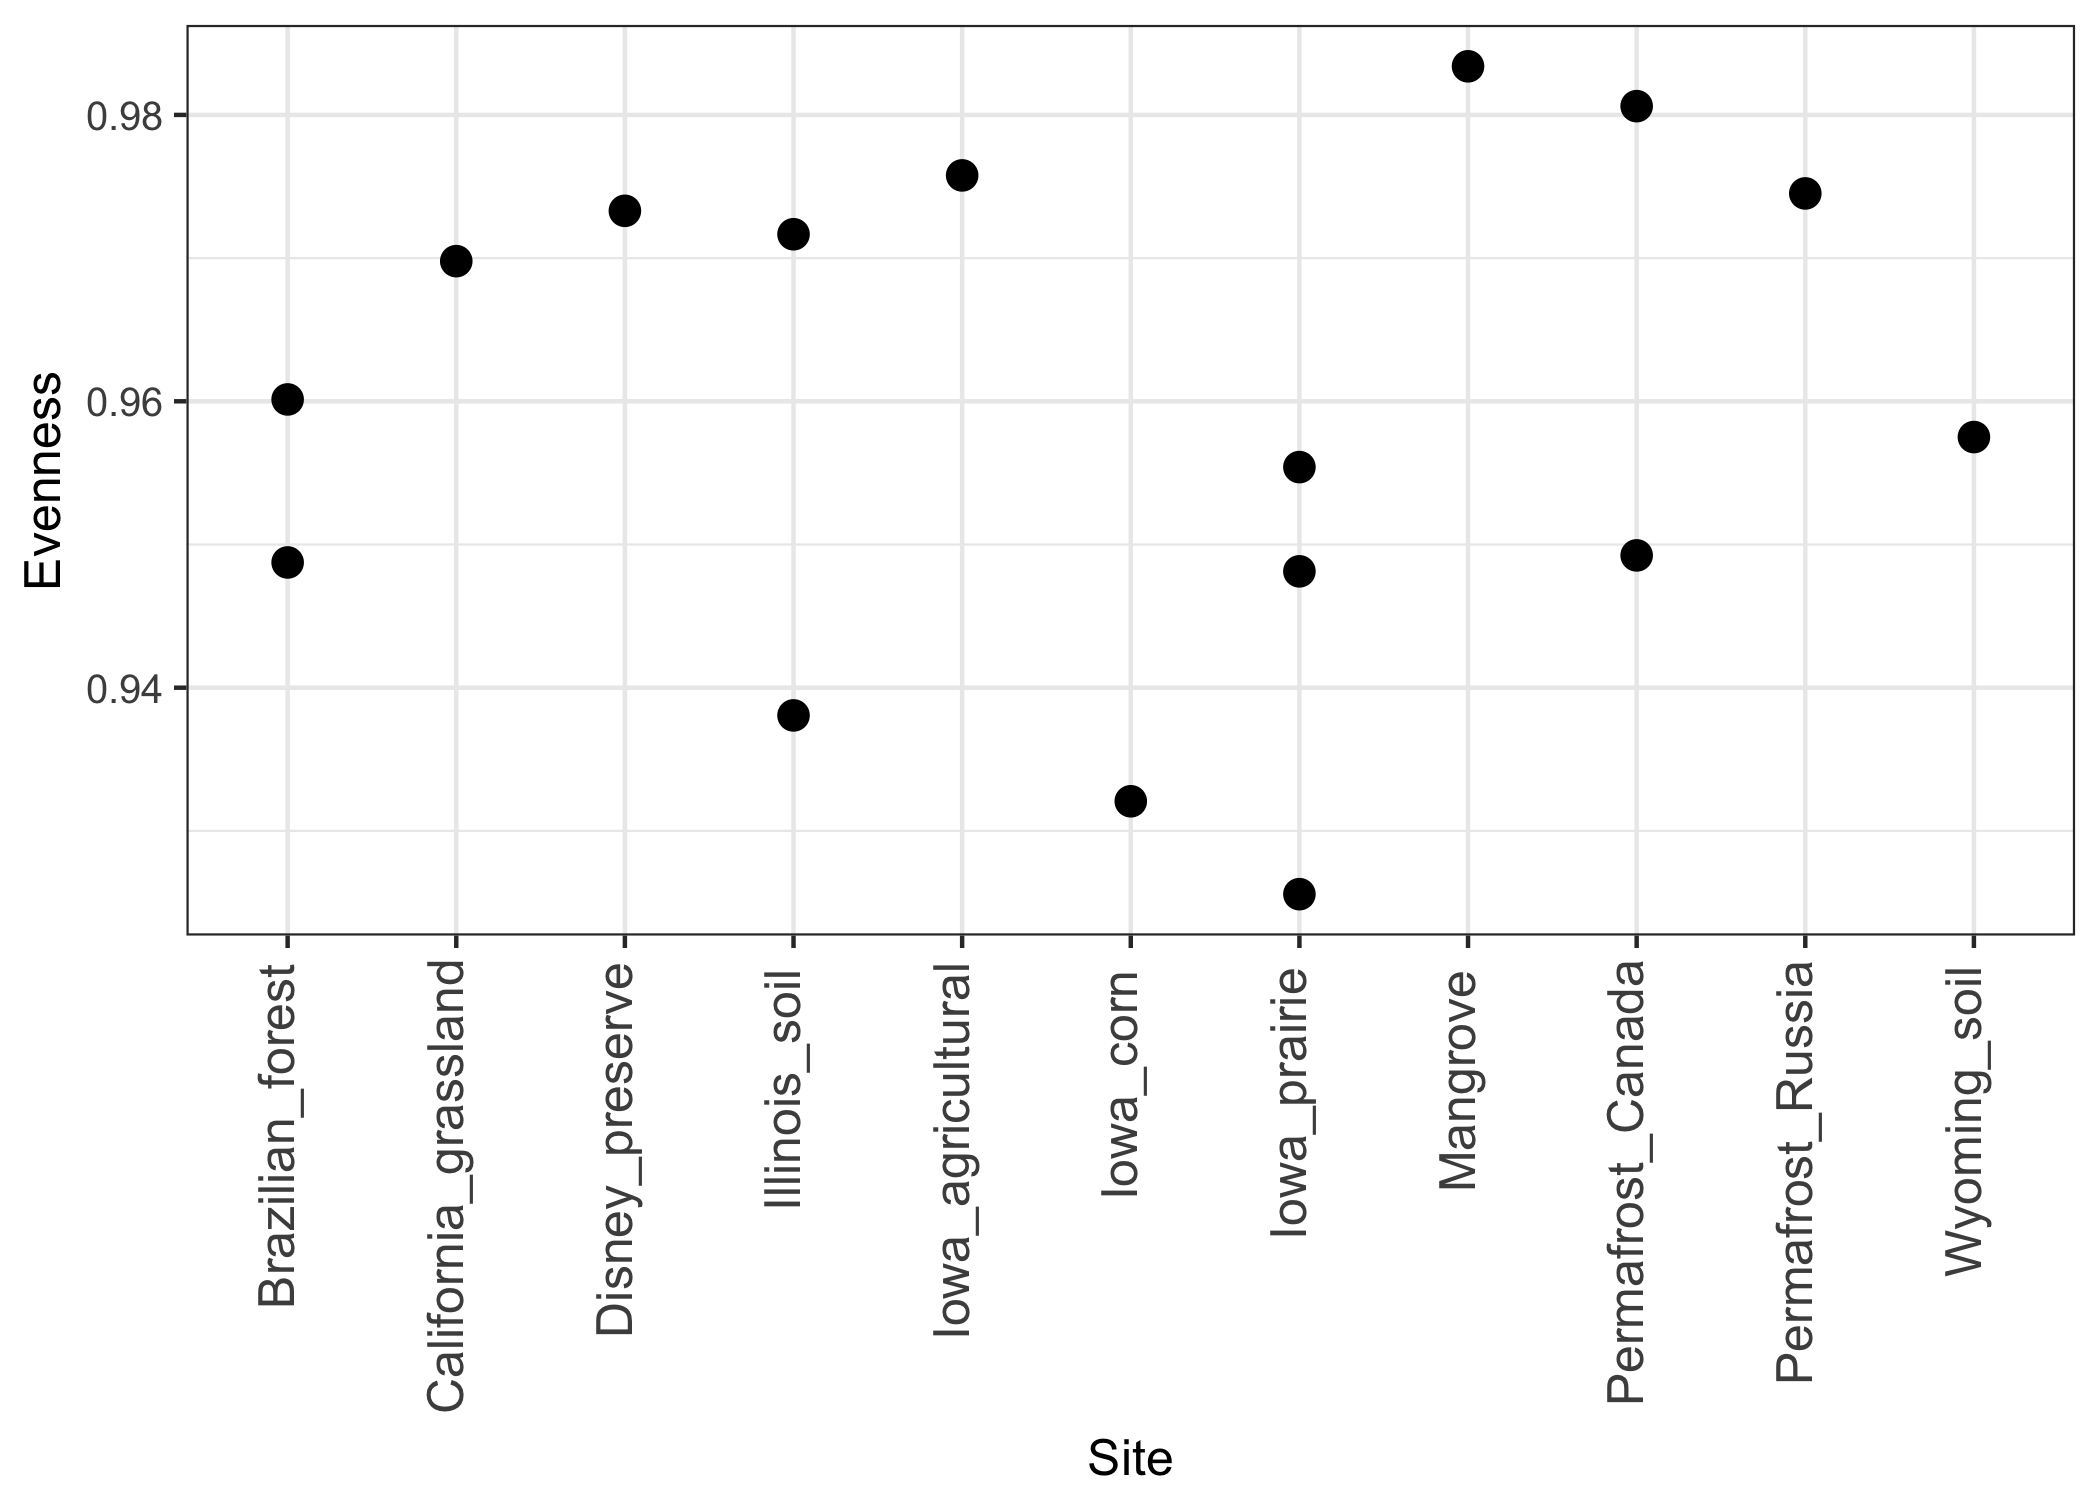 Evenness
0.98
0.96
0.94
Brazilian_forest
California_grassland
Disney_preserve
Illinois_soil
Iowa_agricultural
Iowa_corn
Iowa_prairie
Mangrove
Permafrost_Canada
Permafrost_Russia
Wyoming_soil
Site